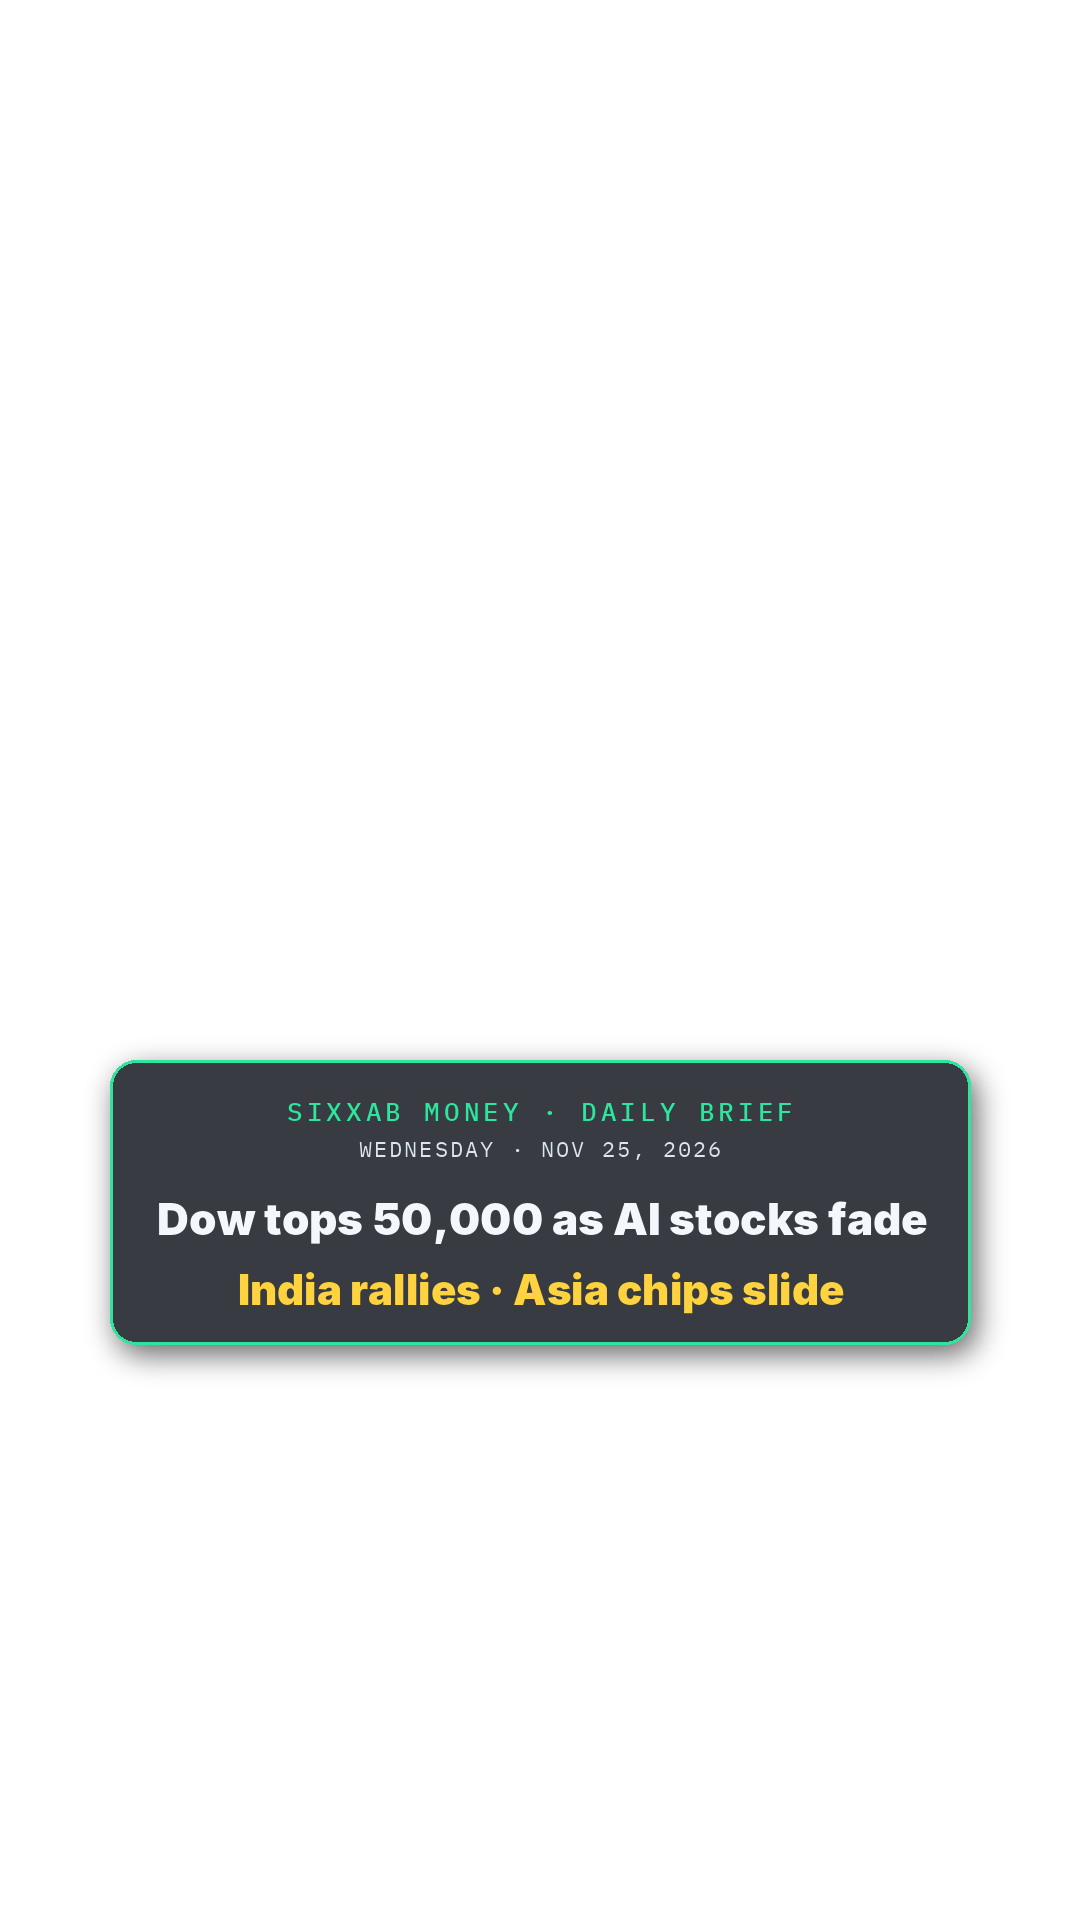 SIXXAB MONEY · DAILY BRIEF
WEDNESDAY · NOV 25, 2026
Dow tops 50,000 as AI stocks fade
India rallies · Asia chips slide